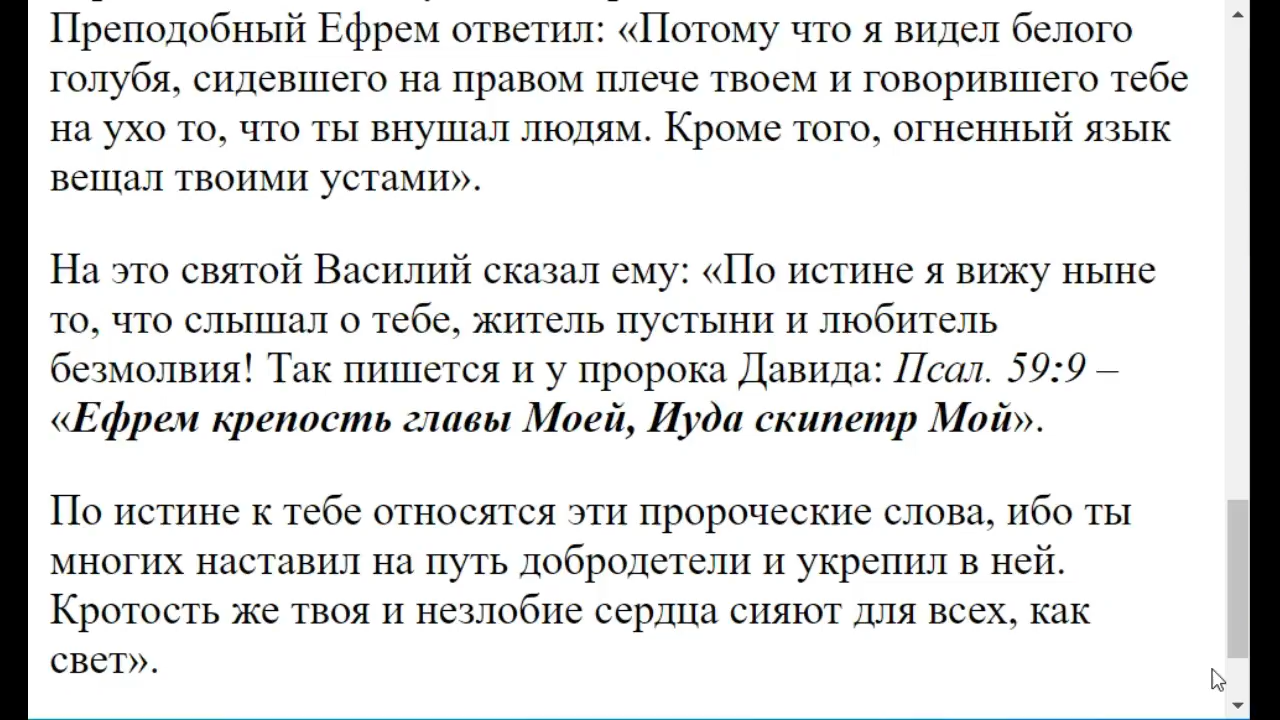 Преподобный Ефрем ответил: «Потому что я видел белого
голубя, сидевшего на правом плече твоем и говорившего тебе
на ухо то, что ты внушал людям. Кроме того, огненный язык
вещал твоими устами».
На это святой Василий сказал ему: «По истине я вижу ныне
то, что слышал о тебе, житель пустыни и любитель
безмолвия! Так пишется и у пророка Давида: Псал. 59:9 –
«Ефрем крепость главы Моей, Иуда скипетр Мой».
По истине к тебе относятся эти пророческие слова, ибо ты
многих наставил на путь добродетели и укрепил в ней.
Кротость же твоя и незлобие сердца сияют для всех, как
свет».